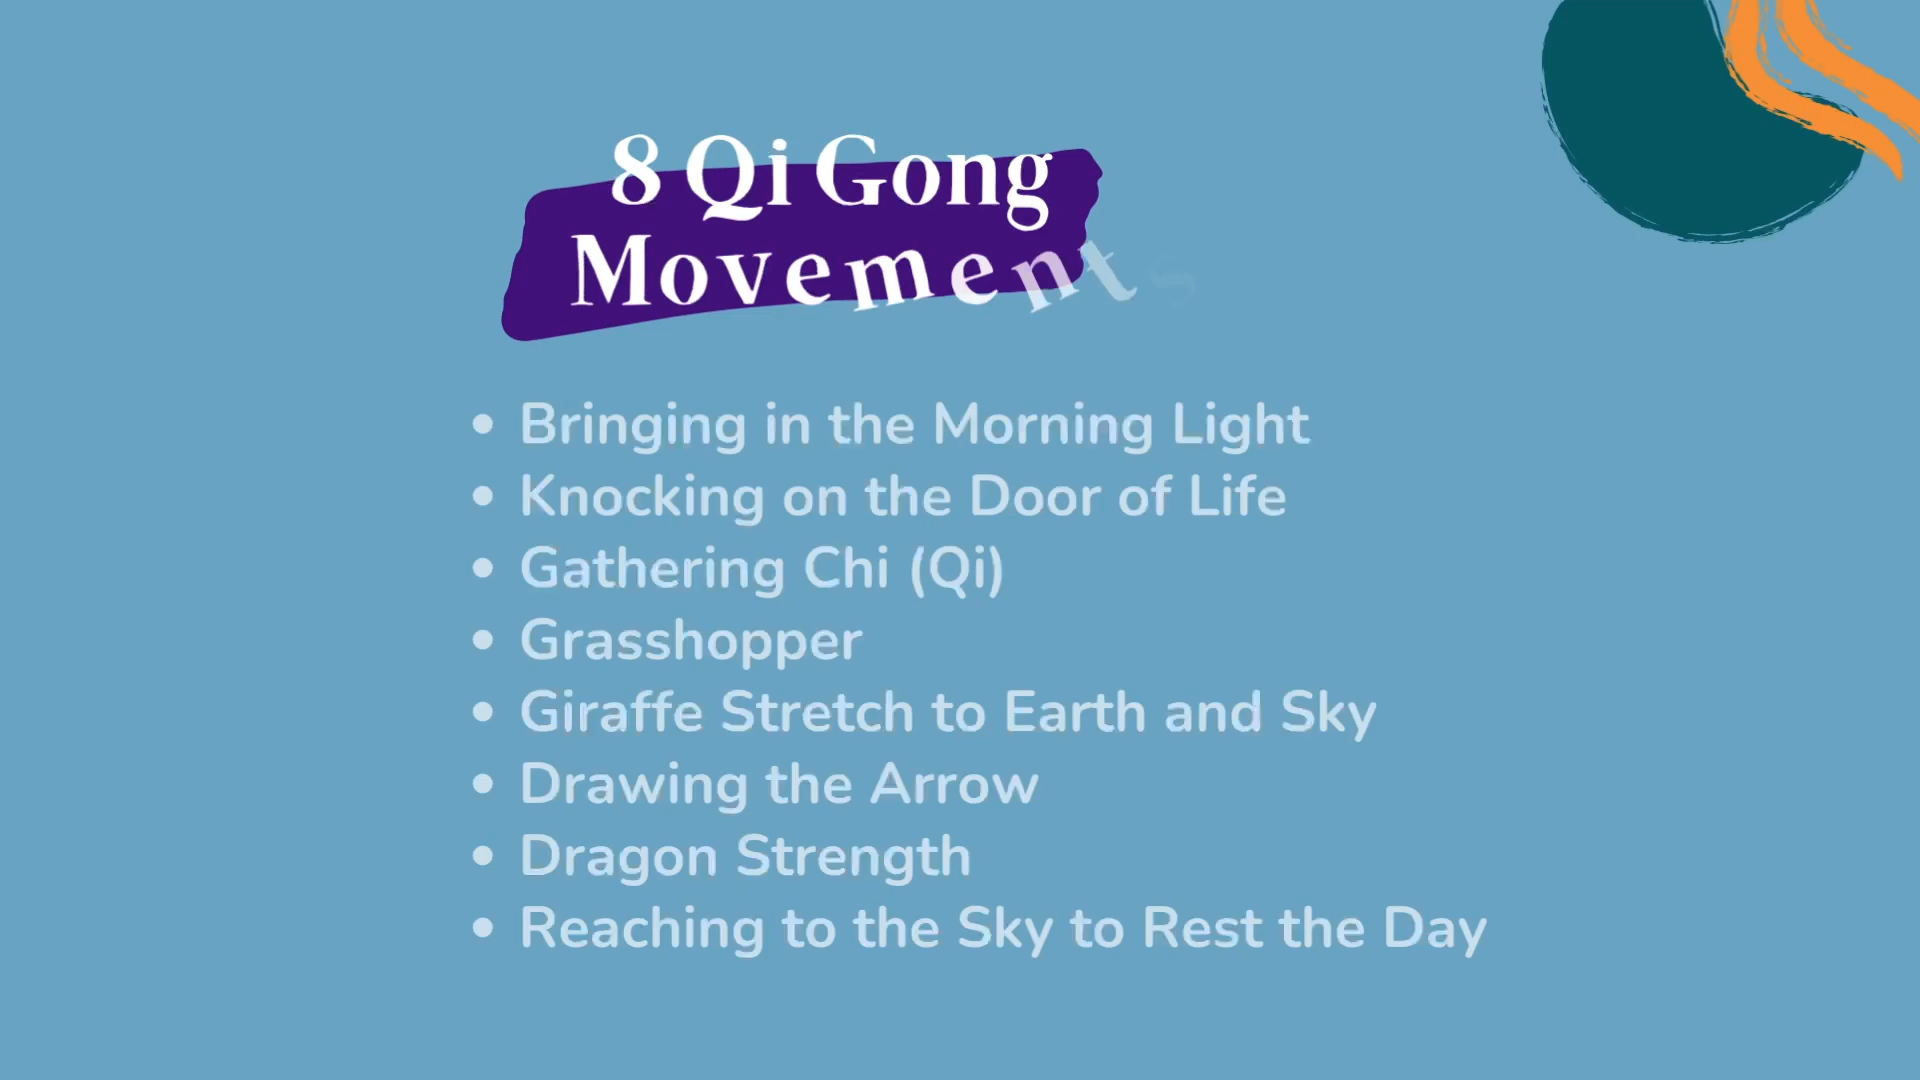 8 Qi Gong
Movements
• Bringing in the Morning Light
• Knocking on the Door of Life
• Gathering Chi (Qi)
• Grasshopper
• Giraffe Stretch to Earth and Sky
• Drawing the Arrow
• Dragon Strength
• Reaching to the Sky to Rest the Day